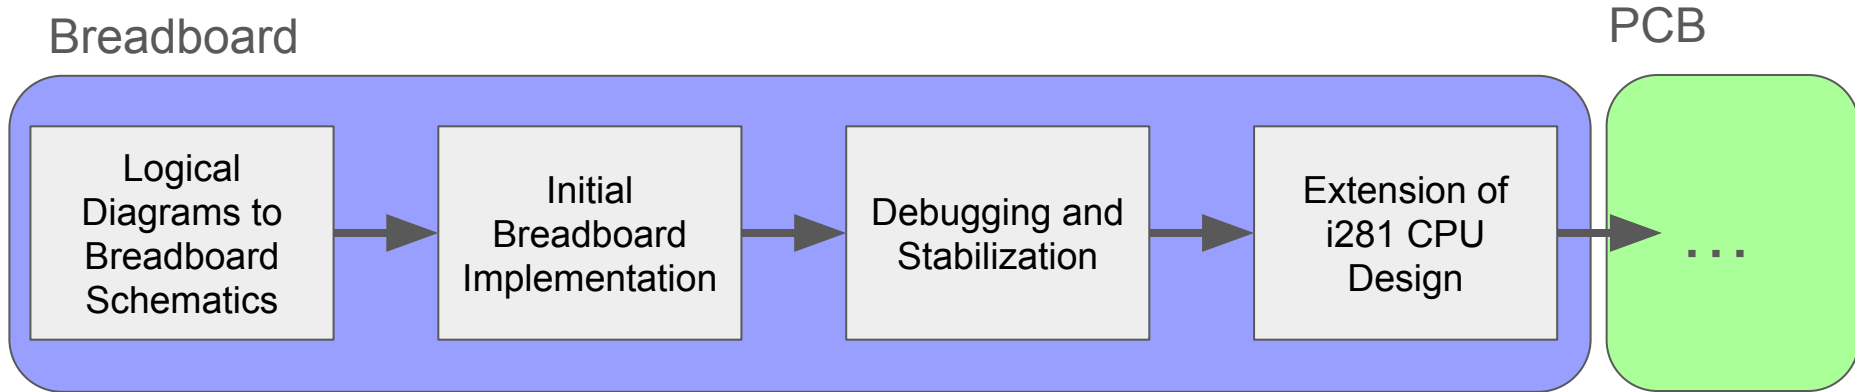 Breadboard
PCB
Logical
Diagrams to
Breadboard
Schematics
Initial
Breadboard
Implementation
Debugging and
Stabilization
Extension of
i281 CPU
Design
...